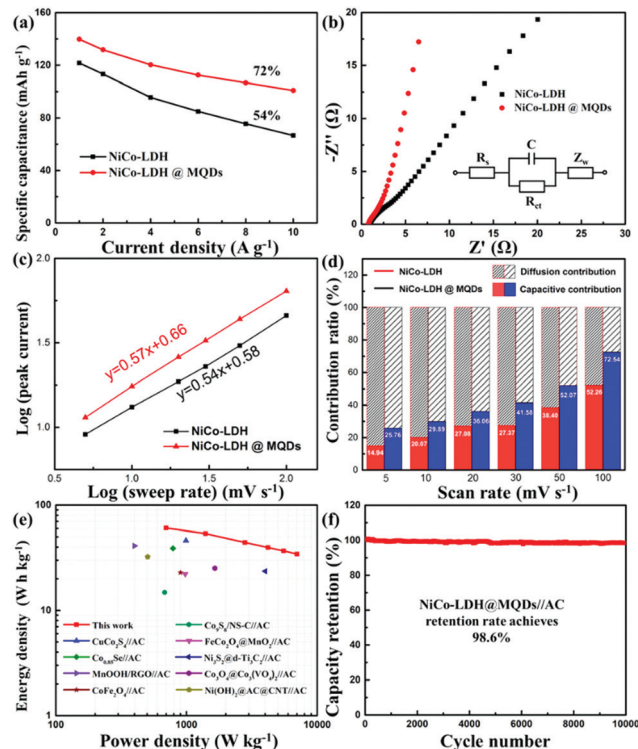 (a)
Specific capacitance (mAh g⁻¹)
160
120
80
40
0
72%
54%
NiCo-LDH
NiCo-LDH @ MQDs
0 2 4 6 8 10
Current density (A g⁻¹)
(b)
-Z'' (Ω)
20
15
10
5
0
NiCo-LDH
NiCo-LDH @ MQDs
Rs
C
Rct
Zw
0 5 10 15 20 25 30
Z' (Ω)
(c)
Log (peak current)
2.0
1.5
1.0
y=0.57x+0.66
y=0.54x+0.58
NiCo-LDH
NiCo-LDH @ MQDs
0.5 1.0 1.5 2.0
Log (sweep rate) (mV s⁻¹)
(d)
Contribution ratio (%)
100
80
60
40
20
0
NiCo-LDH
NiCo-LDH @ MQDs
Diffusion contribution
Capacitive contribution
25.76
20.07
29.89
36.06
27.37
41.58
38.40
52.07
52.26
72.54
5 10 20 30 50 100
Scan rate (mV s⁻¹)
(e)
Energy density (W h kg⁻¹)
100
10
1
This work
CuCo₂S₄//AC
Co₀.₈₅Se//AC
MnOOH/RGO//AC
CoFe₂O₄//AC
Co₉S₈/NS-C//AC
FeCo₂O₄@MnO₂//AC
Ni₃S₂@d-Ti₃C₂//AC
Co₃O₄@Co₃(VO₄)₂//AC
Ni(OH)₂@AC@CNT//AC
100 1000 10000
Power density (W kg⁻¹)
(f)
Capacity retention (%)
100
80
60
40
20
0
NiCo-LDH@MQDs//AC
retention rate achieves
98.6%
0 2000 4000 6000 8000 10000
Cycle number